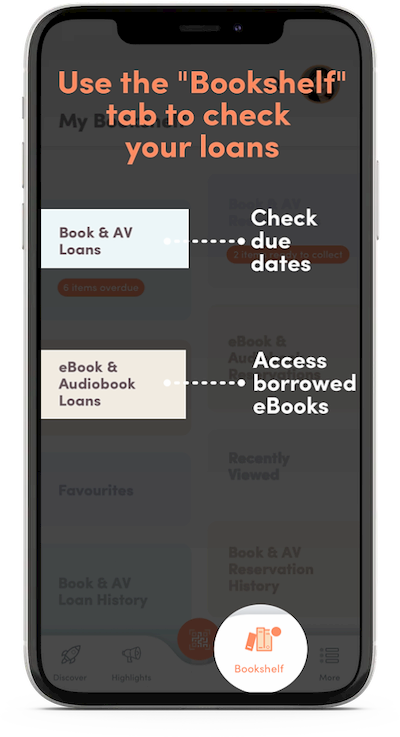 Use the "Bookshelf"
tab to check
your loans
My Bookshelf
Book & AV
Loans
Check
due
dates
2 items ready to collect
6 items overdue
eBook &
Audiobook
Loans
Access
borrowed
eBooks
eBook &
Audiobook
Reservations
Favourites
Recently
Viewed
Book & AV
Loan History
Book & AV
Reservation
History
Discover
Highlights
Bookshelf
More